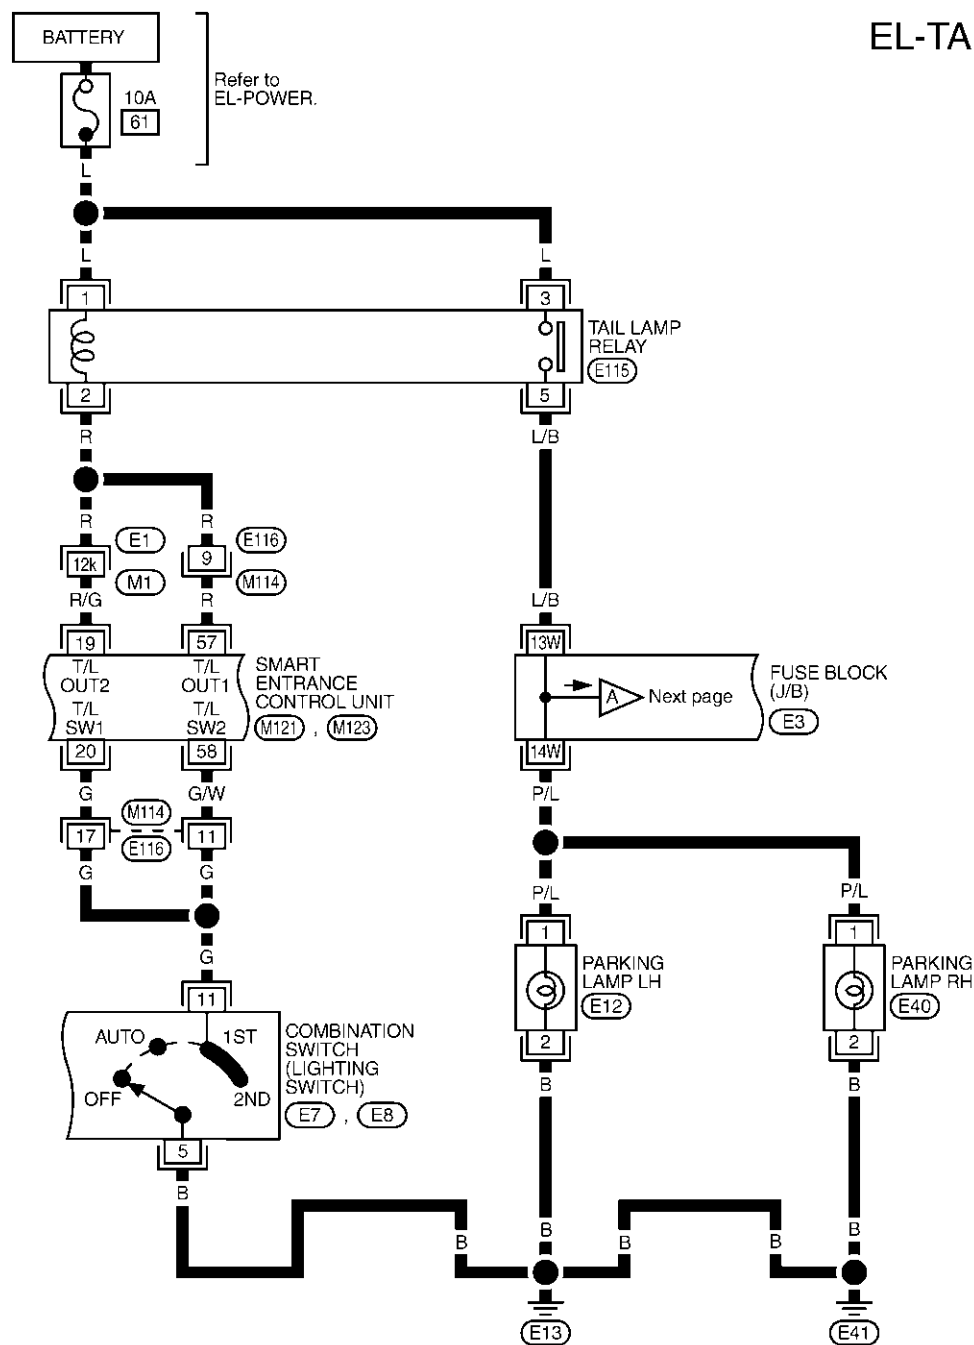 EL-TA
BATTERY
10A
61
Refer to
EL-POWER.
L
L
L
1
3
TAIL LAMP
RELAY
E115
2
5
R
L/B
R
R
E1
E116
12k
9
M1
M114
R/G
R
L/B
19
57
13W
T/L
OUT2
T/L
OUT1
T/L
SW1
T/L
SW2
SMART
ENTRANCE
CONTROL UNIT
M121 , M123
A
Next page
FUSE BLOCK
(J/B)
E3
20
58
14W
G
G/W
P/L
M114
17
11
E116
G
G
P/L
P/L
G
1
1
11
PARKING
LAMP LH
E12
PARKING
LAMP RH
E40
AUTO
1ST
OFF
2ND
COMBINATION
SWITCH
(LIGHTING
SWITCH)
E7 , E8
2
2
B
B
5
B
B
B
B
B
B
E13
E41